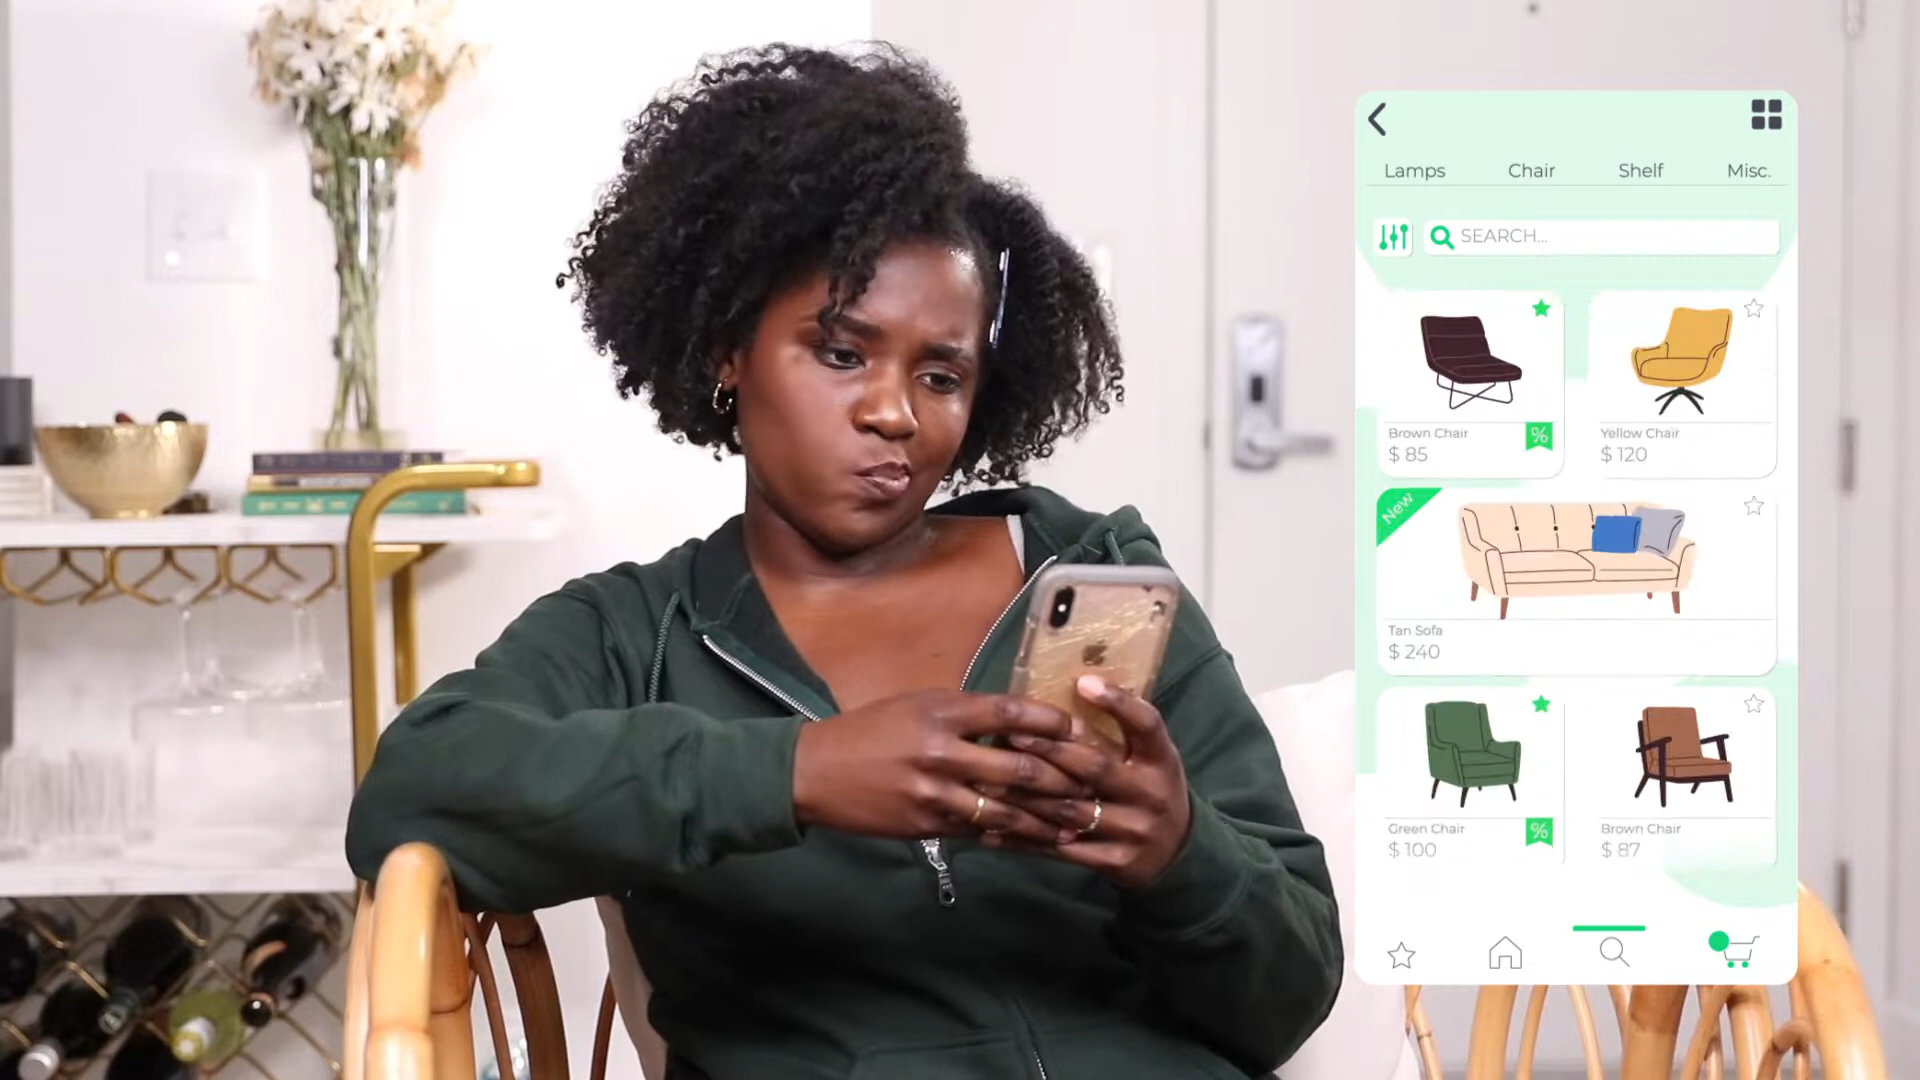 Lamps Chair Shelf Misc.
SEARCH...
Brown Chair
$ 85
%
Yellow Chair
$ 120
New
Tan Sofa
$ 240
Green Chair
$ 100
%
Brown Chair
$ 87